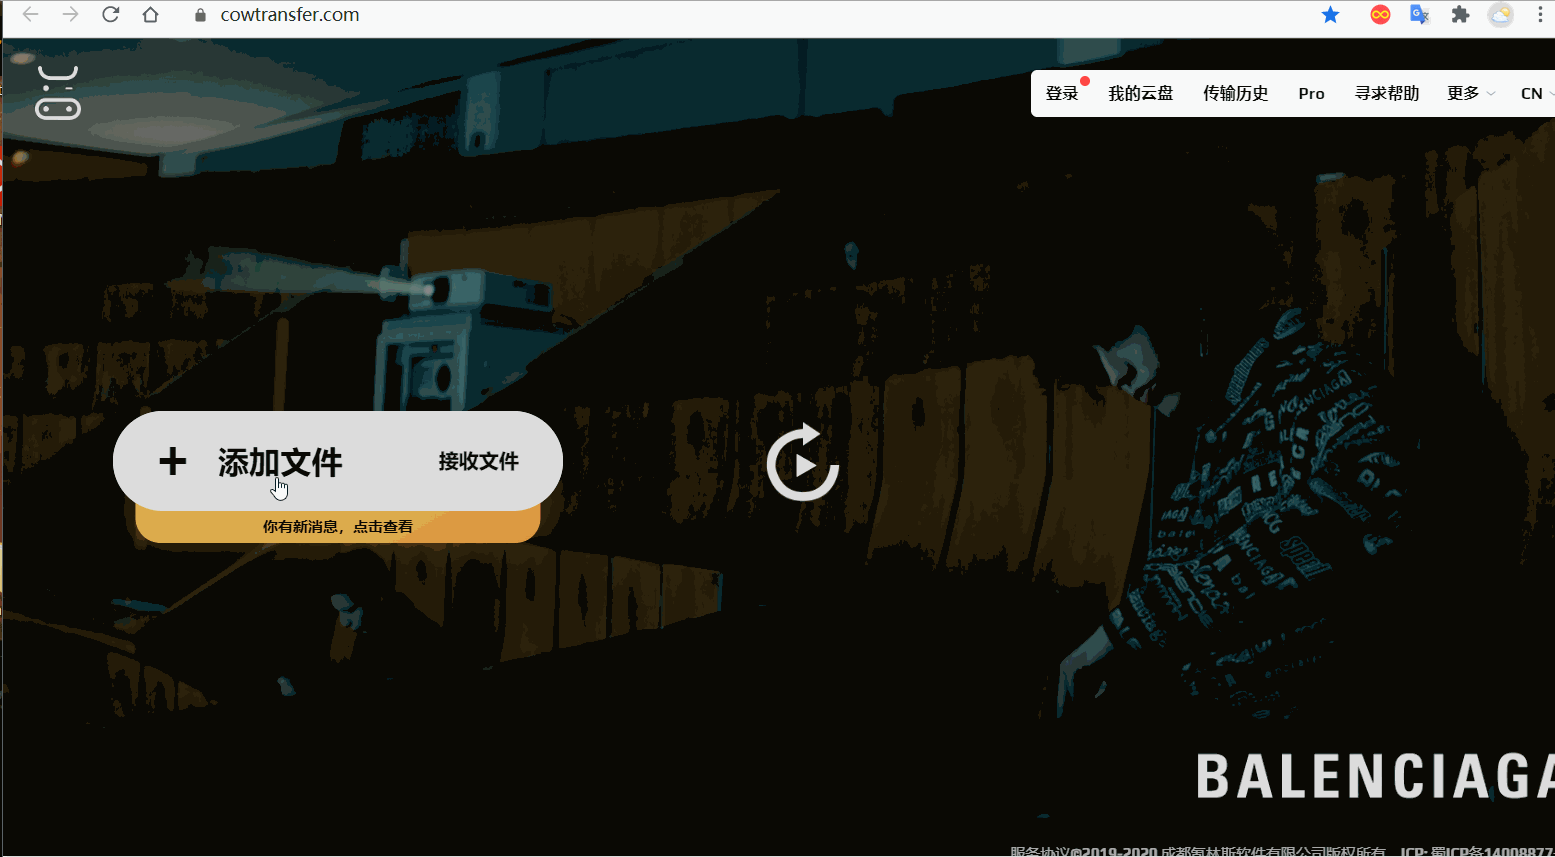 cowtransfer.com
登录 我的云盘 传输历史 Pro 寻求帮助 更多 CN
+ 添加文件 接收文件
你有新消息，点击查看
BALENCIAGA
服务协议©2019-2020 成都氪林斯软件有限公司版权所有 ICP: 蜀ICP备14008877